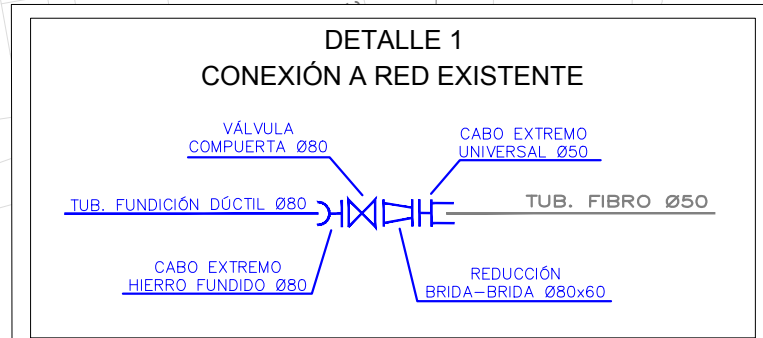 DETALLE 1
CONEXIÓN A RED EXISTENTE
VÁLVULA
COMPUERTA Ø80
CABO EXTREMO
UNIVERSAL Ø50
TUB. FUNDICIÓN DÚCTIL Ø80
TUB. FIBRO Ø50
CABO EXTREMO
HIERRO FUNDIDO Ø80
REDUCCIÓN
BRIDA-BRIDA Ø80x60